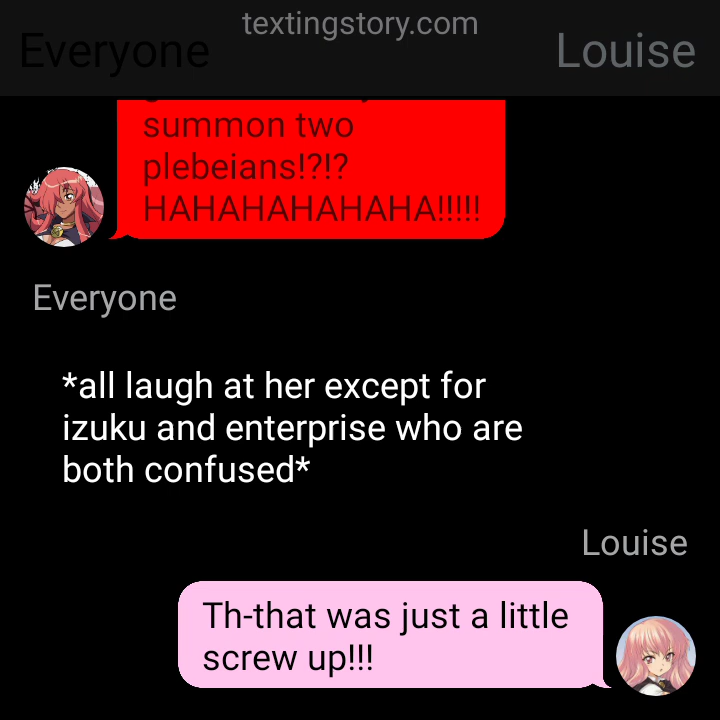 textingstory.com
Everyone
Louise
summon two
plebeians!?!?
HAHAHAHAHAHA!!!!!
Everyone
*all laugh at her except for
izuku and enterprise who are
both confused*
Louise
Th-that was just a little
screw up!!!